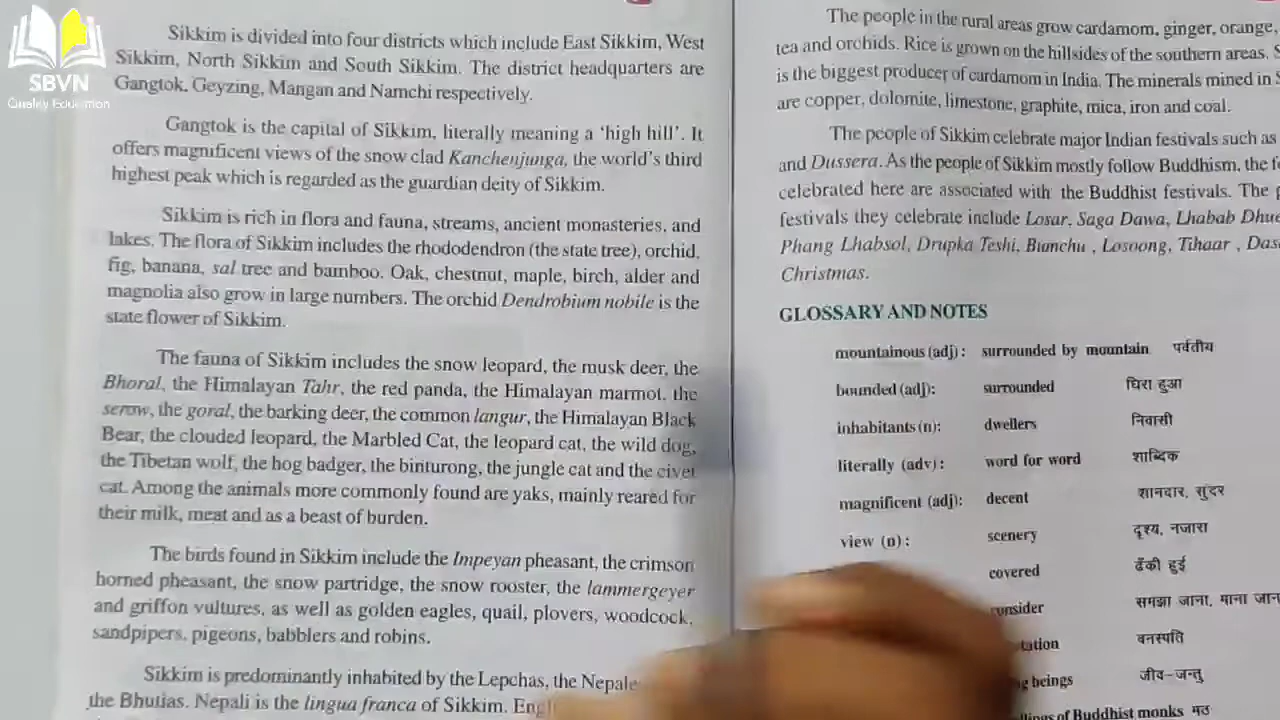 SBVN
Quality Education
Sikkim is divided into four districts which include East Sikkim, West
Sikkim, North Sikkim and South Sikkim. The district headquarters are
Gangtok, Geyzing, Mangan and Namchi respectively.
Gangtok is the capital of Sikkim, literally meaning a ‘high hill’. It
offers magnificent views of the snow clad Kanchenjunga, the world's third
highest peak which is regarded as the guardian deity of Sikkim.
Sikkim is rich in flora and fauna, streams, ancient monasteries, and
lakes. The flora of Sikkim includes the rhododendron (the state tree), orchid,
fig, banana, sal tree and bamboo. Oak, chestnut, maple, birch, alder and
magnolia also grow in large numbers. The orchid Dendrobium nobile is the
state flower of Sikkim.
The fauna of Sikkim includes the snow leopard, the musk deer, the
Bhoral, the Himalayan Tahr, the red panda, the Himalayan marmot, the
serow, the goral, the barking deer, the common langur, the Himalayan Black
Bear, the clouded leopard, the Marbled Cat, the leopard cat, the wild dog,
the Tibetan wolf, the hog badger, the binturong, the jungle cat and the civet
cat. Among the animals more commonly found are yaks, mainly reared for
their milk, meat and as a beast of burden.
The birds found in Sikkim include the Impeyan pheasant, the crimson
horned pheasant, the snow partridge, the snow rooster, the lammergeyer
and griffon vultures, as well as golden eagles, quail, plovers, woodcock,
sandpipers, pigeons, babblers and robins.
Sikkim is predominantly inhabited by the Lepchas, the Nepale
the Bhutias. Nepali is the lingua franca of Sikkim. Engl
The people in the rural areas grow cardamom, ginger, orange,
tea and orchids. Rice is grown on the hillsides of the southern areas. S
is the biggest producer of cardamom in India. The minerals mined in S
are copper, dolomite, limestone, graphite, mica, iron and coal.
The people of Sikkim celebrate major Indian festivals such as
and Dussera. As the people of Sikkim mostly follow Buddhism, the f
celebrated here are associated with the Buddhist festivals. The p
festivals they celebrate include Losar, Saga Dawa, Lhabab Dhue
Phang Lhabsol, Drupka Teshi, Bumchu , Losoong, Tihaar , Das
Christmas.
GLOSSARY AND NOTES
mountainous (adj) : surrounded by mountain पर्वतीय
bounded (adj): surrounded घिरा हुआ
inhabitants (n): dwellers निवासी
literally (adv): word for word शाब्दिक
magnificent (adj): decent शानदार, सुंदर
view (n) : scenery दृश्य, नजारा
covered ढँकी हुई
onsider समझा जाना, माना जान
tation वनस्पति
ng beings जीव-जन्तु
llings of Buddhist monks मठ